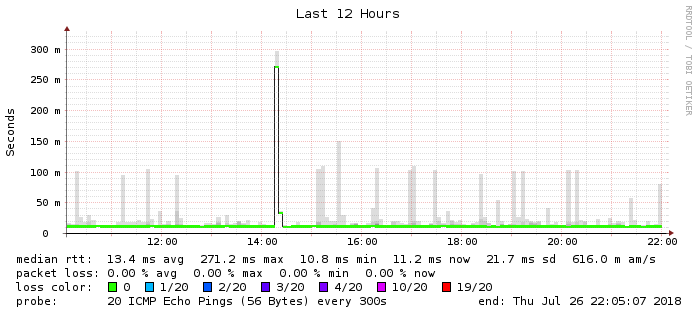 Last 12 Hours
RRDTOOL / TOBI OETIKER
Seconds
300 m
250 m
200 m
150 m
100 m
50 m
0
12:00 14:00 16:00 18:00 20:00 22:00
median rtt: 13.4 ms avg 271.2 ms max 10.8 ms min 11.2 ms now 21.7 ms sd 616.0 m am/s
packet loss: 0.00 % avg 0.00 % max 0.00 % min 0.00 % now
loss color: 0 1/20 2/20 3/20 4/20 10/20 19/20
probe: 20 ICMP Echo Pings (56 Bytes) every 300s end: Thu Jul 26 22:05:07 2018